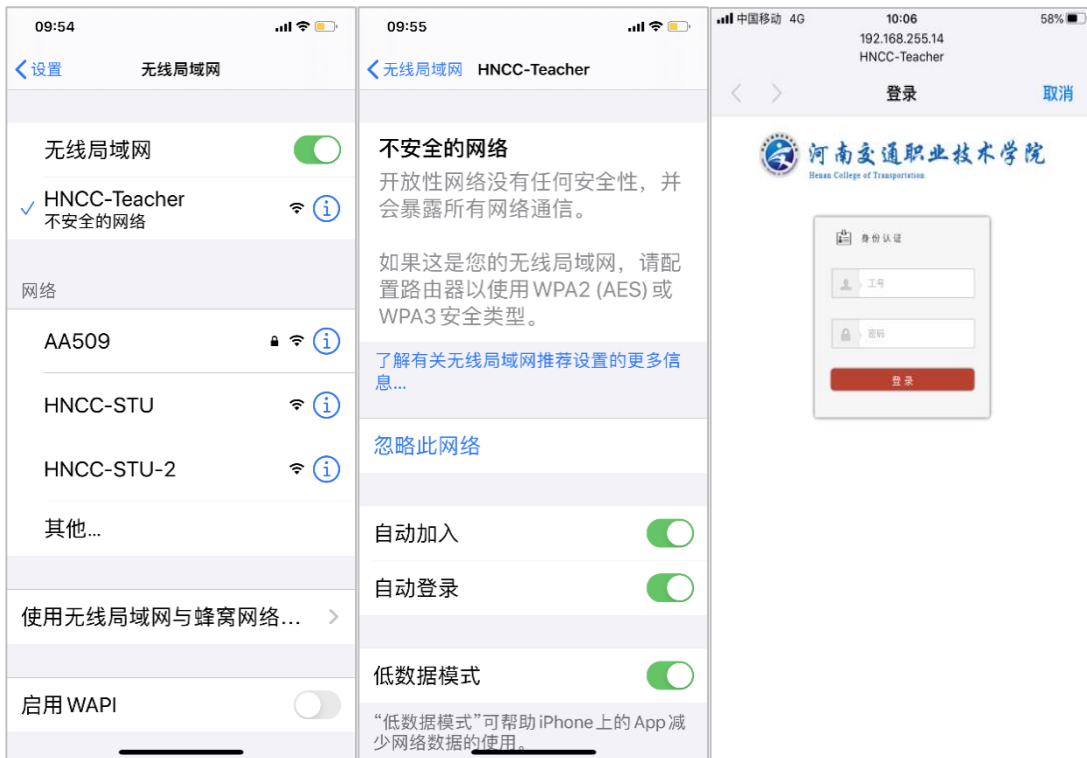 09:54
设置
无线局域网
无线局域网
HNCC-Teacher
不安全的网络
网络
AA509
HNCC-STU
HNCC-STU-2
其他...
使用无线局域网与蜂窝网络...
启用 WAPI
09:55
无线局域网
HNCC-Teacher
不安全的网络
开放性网络没有任何安全性，并
会暴露所有网络通信。
如果这是您的无线局域网，请配
置路由器以使用 WPA2 (AES) 或
WPA3 安全类型。
了解有关无线局域网推荐设置的更多信
息...
忽略此网络
自动加入
自动登录
低数据模式
“低数据模式”可帮助 iPhone 上的 App 减
少网络数据的使用。
中国移动 4G
10:06
58%
192.168.255.14
HNCC-Teacher
登录
取消
河南交通职业技术学院
Henan College of Transportation
身份认证
工号
密码
登录